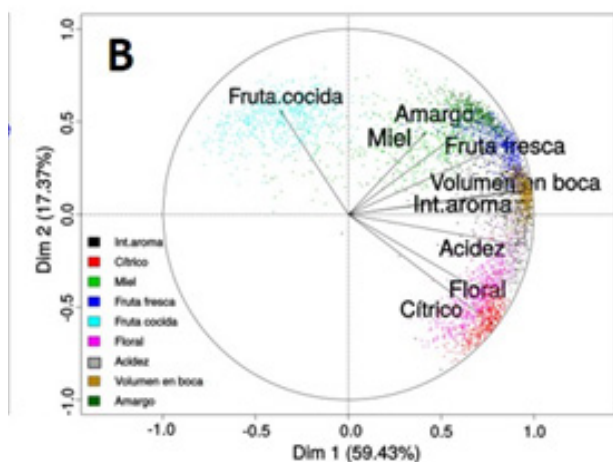 B
Dim 2 (17.37%)
1.0
0.5
0.0
-0.5
-1.0
Fruta.cocida
Amargo
Miel
Fruta fresca
Volumen en boca
Int.aroma
Acidez
Floral
Cítrico
Int.aroma
Cítrico
Miel
Fruta fresca
Fruta cocida
Floral
Acidez
Volumen en boca
Amargo
-1.0 -0.5 0.0 0.5 1.0
Dim 1 (59.43%)